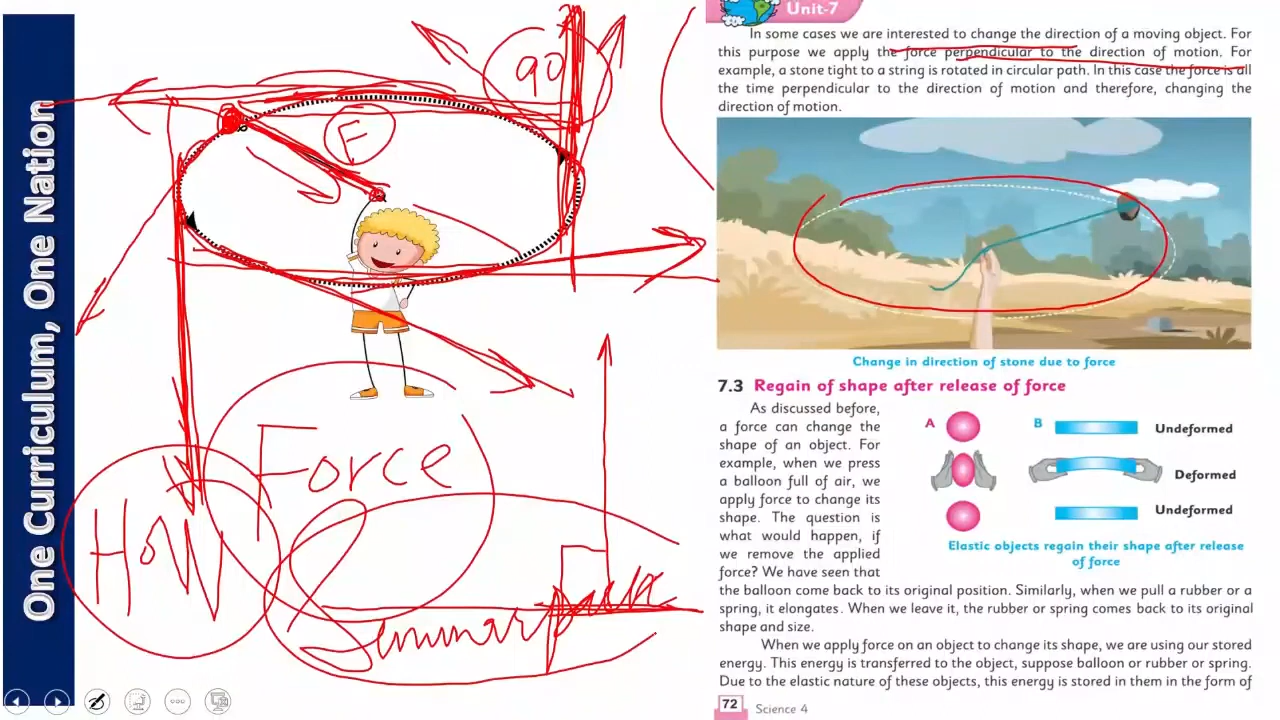 One Curriculum, One Nation
90
F
Force
How
Unit-7
In some cases we are interested to change the direction of a moving object. For
this purpose we apply the force perpendicular to the direction of motion. For
example, a stone tight to a string is rotated in circular path. In this case the force is all
the time perpendicular to the direction of motion and therefore, changing the
direction of motion.
Change in direction of stone due to force
7.3 Regain of shape after release of force
As discussed before,
a force can change the
shape of an object. For
example, when we press
a balloon full of air, we
apply force to change its
shape. The question is
what would happen, if
we remove the applied
force? We have seen that
A
B
Undeformed
Deformed
Undeformed
Elastic objects regain their shape after release
of force
the balloon come back to its original position. Similarly, when we pull a rubber or a
spring, it elongates. When we leave it, the rubber or spring comes back to its original
shape and size.
When we apply force on an object to change its shape, we are using our stored
energy. This energy is transferred to the object, suppose balloon or rubber or spring.
Due to the elastic nature of these objects, this energy is stored in them in the form of
72 Science 4